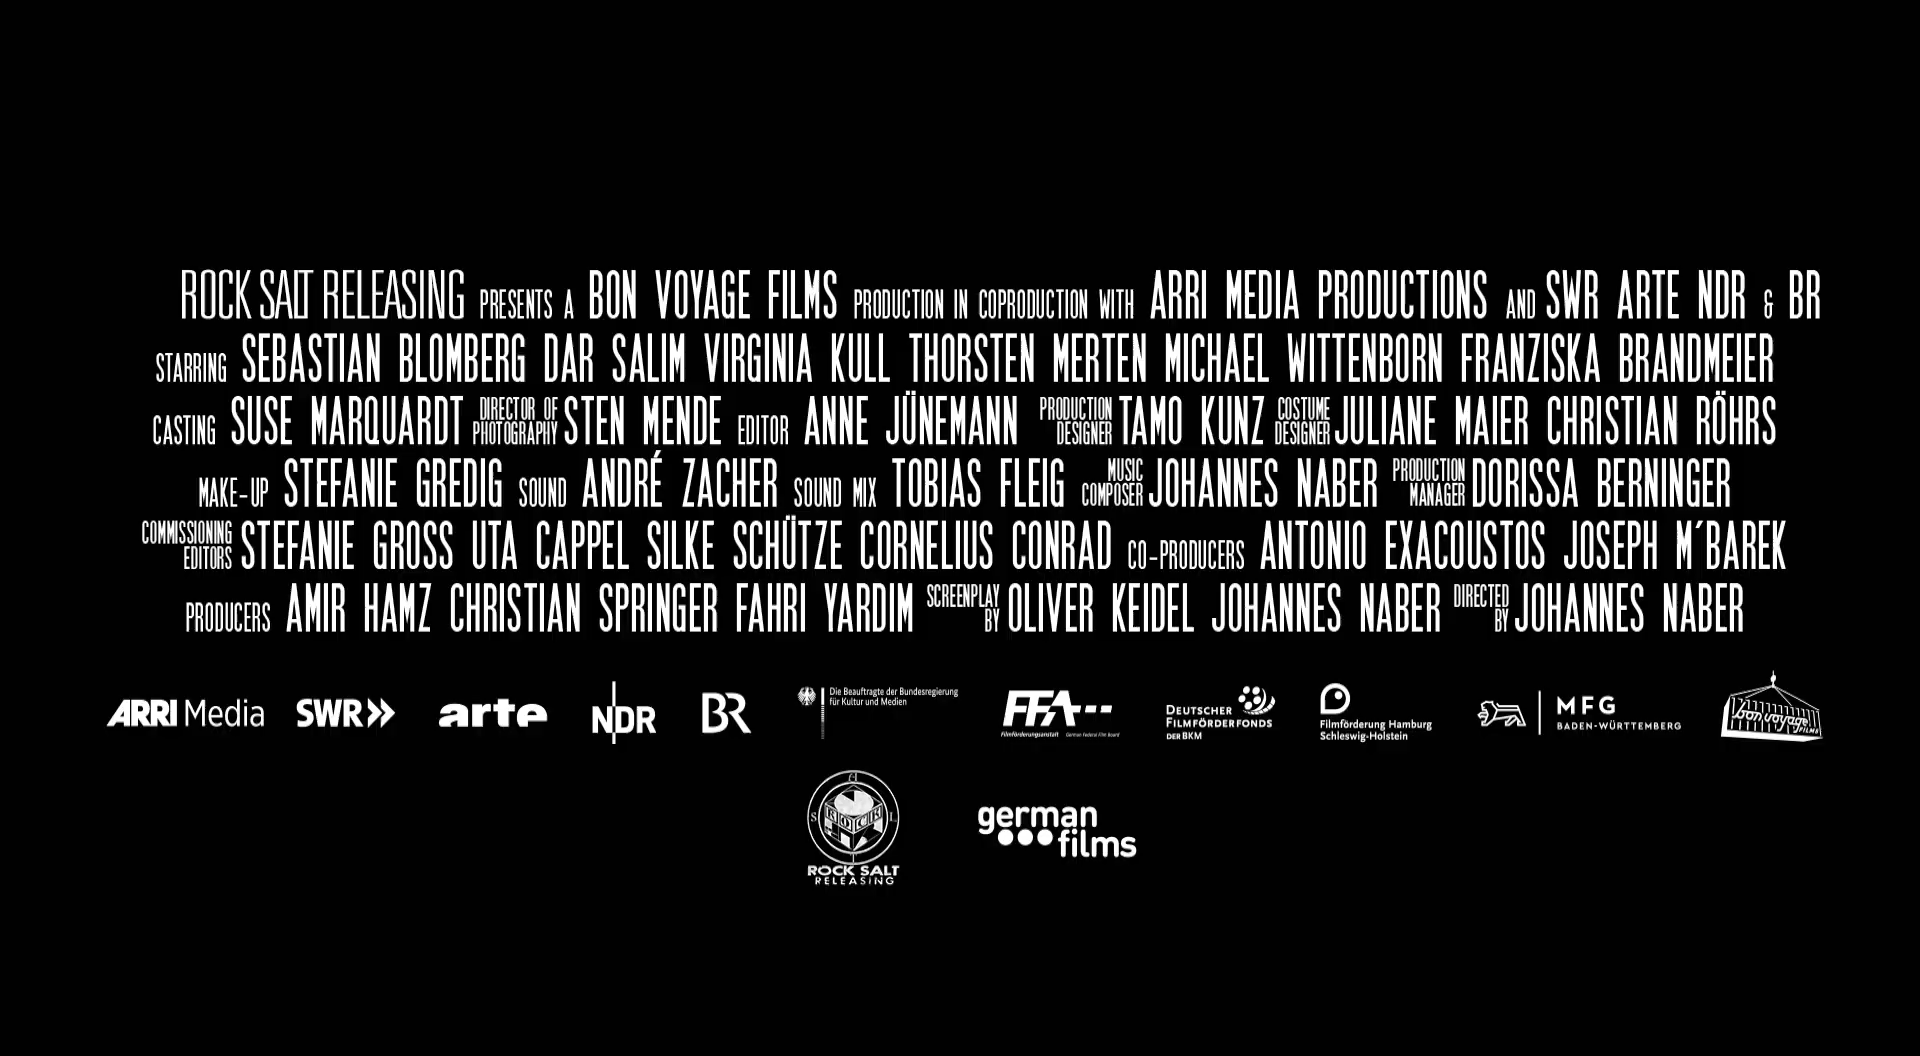 ROCK SALT RELEASING PRESENTS A BON VOYAGE FILMS PRODUCTION IN COPRODUCTION WITH ARRI MEDIA PRODUCTIONS AND SWR ARTE NDR & BR
STARRING SEBASTIAN BLOMBERG DAR SALIM VIRGINIA KULL THORSTEN MERTEN MICHAEL WITTENBORN FRANZISKA BRANDMEIER
CASTING SUSE MARQUARDT DIRECTOR OF PHOTOGRAPHY STEN MENDE EDITOR ANNE JÜNEMANN PRODUCTION DESIGNER TAMO KUNZ COSTUME DESIGNER JULIANE MAIER CHRISTIAN RÖHRS
MAKE-UP STEFANIE GREDIG SOUND ANDRÉ ZACHER SOUND MIX TOBIAS FLEIG MUSIC COMPOSER JOHANNES NABER PRODUCTION MANAGER DORISSA BERNINGER
COMMISSIONING EDITORS STEFANIE GROSS UTA CAPPEL SILKE SCHÜTZE CORNELIUS CONRAD CO-PRODUCERS ANTONIO EXACOUSTOS JOSEPH M´BAREK
PRODUCERS AMIR HAMZ CHRISTIAN SPRINGER FAHRI YARDIM SCREENPLAY BY OLIVER KEIDEL JOHANNES NABER DIRECTED BY JOHANNES NABER
ARRI Media
SWR
arte
NDR
BR
Die Beauftragte der Bundesregierung
für Kultur und Medien
FFA
Filmförderungsanstalt German Federal Film Board
DEUTSCHER
FILMFÖRDERFONDS
DER BKM
Filmförderung Hamburg
Schleswig-Holstein
MFG
BADEN-WÜRTTEMBERG
bon voyage
FILMS
S ROCK L
ROCK SALT
RELEASING
german
films